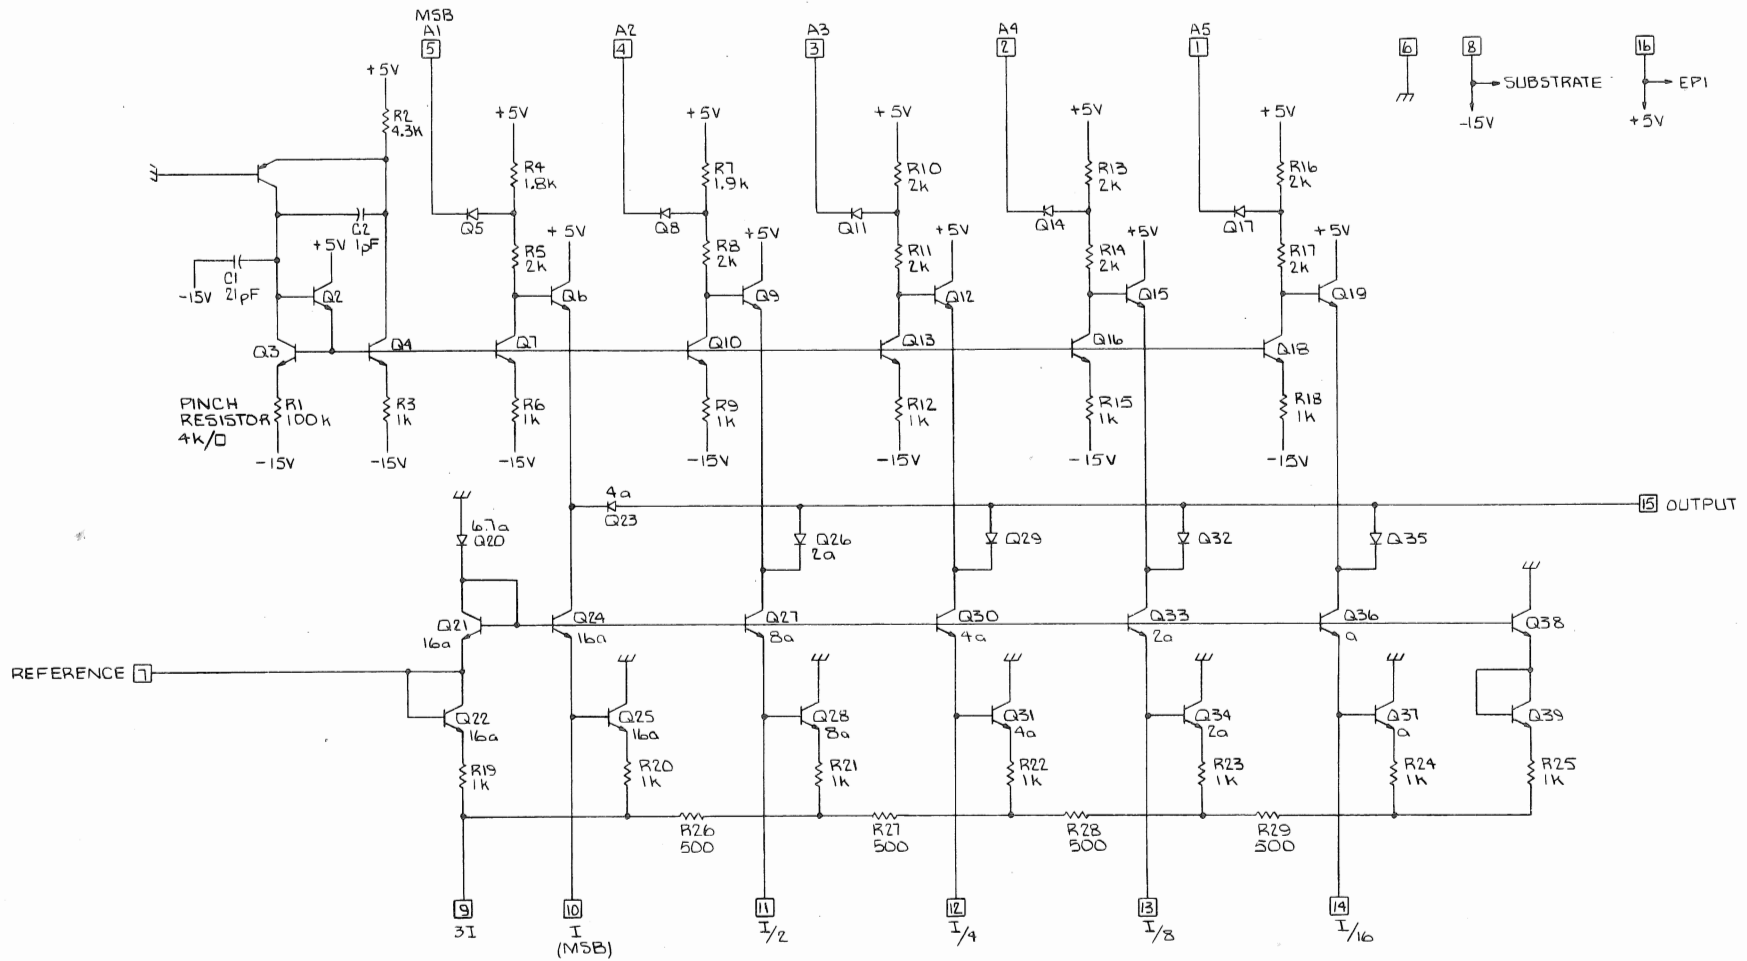 MSB
A1
5
A2
4
A3
3
A4
2
A5
1
6
8
16
SUBSTRATE
EPI
-15V
+5V
+5V
R2
4.3K
+5V
+5V
+5V
+5V
+5V
R4
1.8K
R7
1.9K
R10
2K
R13
2K
R16
2K
Q5
Q8
Q11
Q14
Q17
C2
1pF
+5V
C1
21pF
-15V
Q2
R5
2K
+5V
Q6
R8
2K
+5V
Q9
R11
2K
+5V
Q12
R14
2K
+5V
Q15
R17
2K
+5V
Q19
Q3
Q4
Q7
Q10
Q13
Q16
Q18
PINCH
RESISTOR
4K/□
R1
100K
R3
1K
R6
1K
R9
1K
R12
1K
R15
1K
R18
1K
-15V
-15V
-15V
-15V
-15V
-15V
-15V
4a
Q23
15 OUTPUT
6.7a
Q20
Q26
2a
Q29
Q32
Q35
Q21
16a
Q24
16a
Q27
8a
Q30
4a
Q33
2a
Q36
a
Q38
REFERENCE 7
Q22
16a
Q25
16a
Q28
8a
Q31
4a
Q34
2a
Q37
a
Q39
R19
1K
R20
1K
R21
1K
R22
1K
R23
1K
R24
1K
R25
1K
R26
500
R27
500
R28
500
R29
500
9
3I
10
I
(MSB)
11
I/2
12
I/4
13
I/8
14
I/16